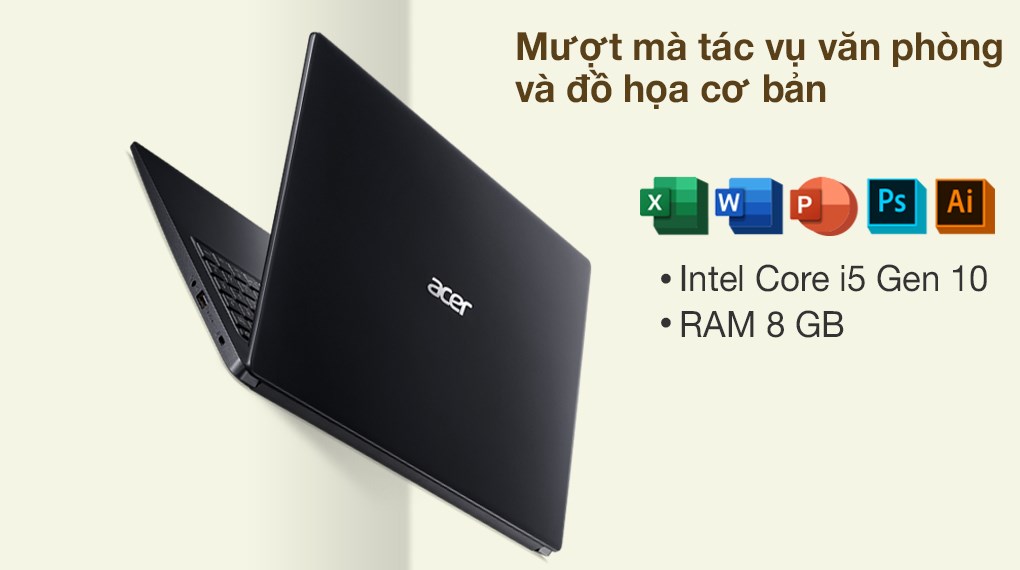 Mượt mà tác vụ văn phòng
và đồ họa cơ bản
X W P Ps Ai
• Intel Core i5 Gen 10
• RAM 8 GB
acer